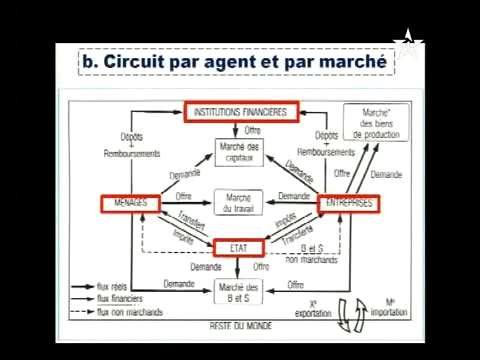 b. Circuit par agent et par marché
INSTITUTIONS FINANCIÈRES
Marché*
des biens
de production
Offre
Dépôts
+
Remboursements
Marché des
capitaux
Dépôts
+
Remboursements
Demande
Demande
Offre
Demande
MÉNAGES
Offre
Marché
du travail
Demande
ENTREPRISES
Transfert
Impôts
Impôts
Transferts
ETAT
B et S
non marchands
Demande
Offre
Demande
Marché des
B et S
Offre
flux réels
flux financiers
flux non marchands
X°
exportation
M°
importation
RESTE DU MONDE